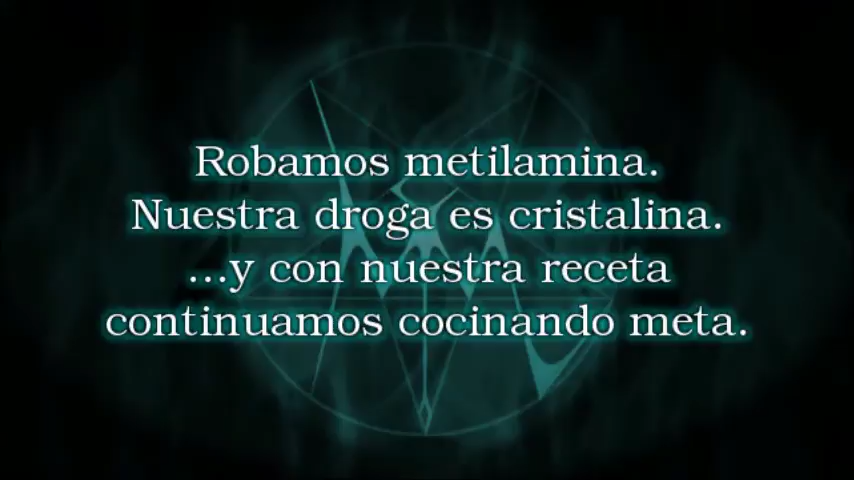 Robamos metilamina.
Nuestra droga es cristalina.
...y con nuestra receta
continuamos cocinando meta.